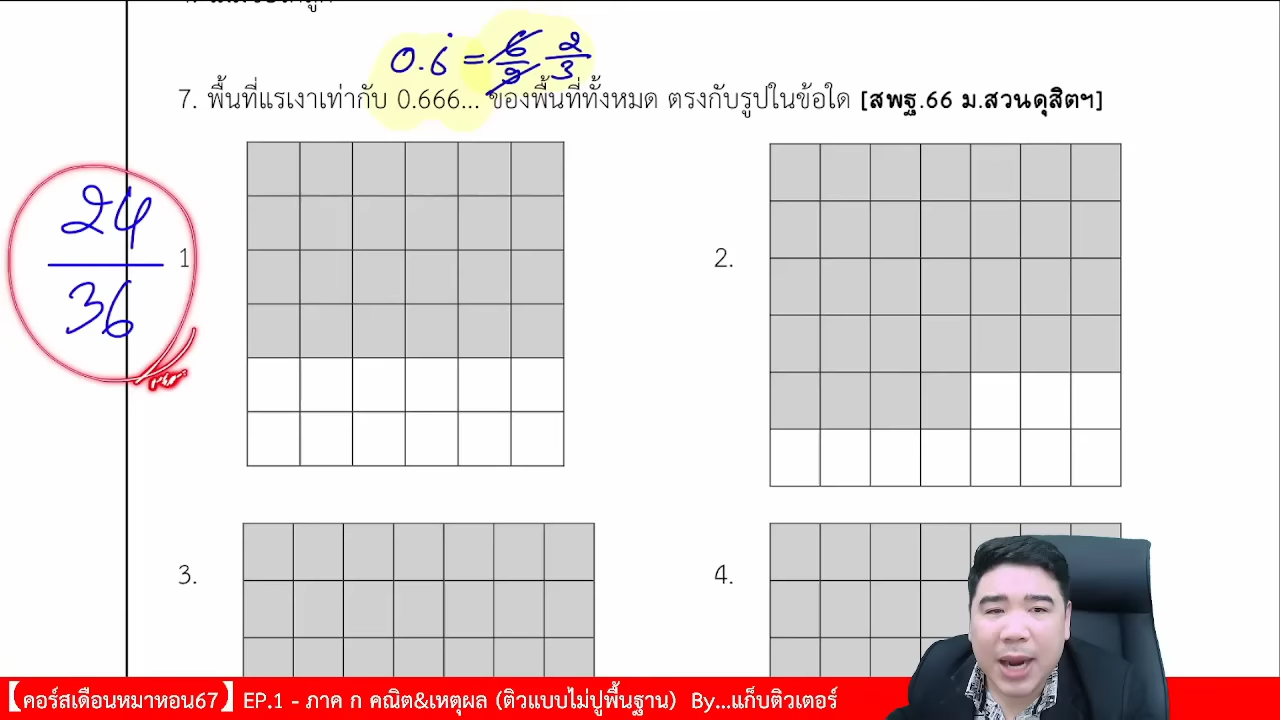 0.6̇ = 6/9 2/3
7. พื้นที่แรเงาเท่ากับ 0.666... ของพื้นที่ทั้งหมด ตรงกับรูปในข้อใด [สพฐ.66 ม.สวนดุสิตฯ]
24
36
1
2.
3.
4.
【คอร์สเดือนหมาหอน67】 EP.1 - ภาค ก คณิต&เหตุผล (ติวแบบไม่ปูพื้นฐาน) By...แก็บติวเตอร์